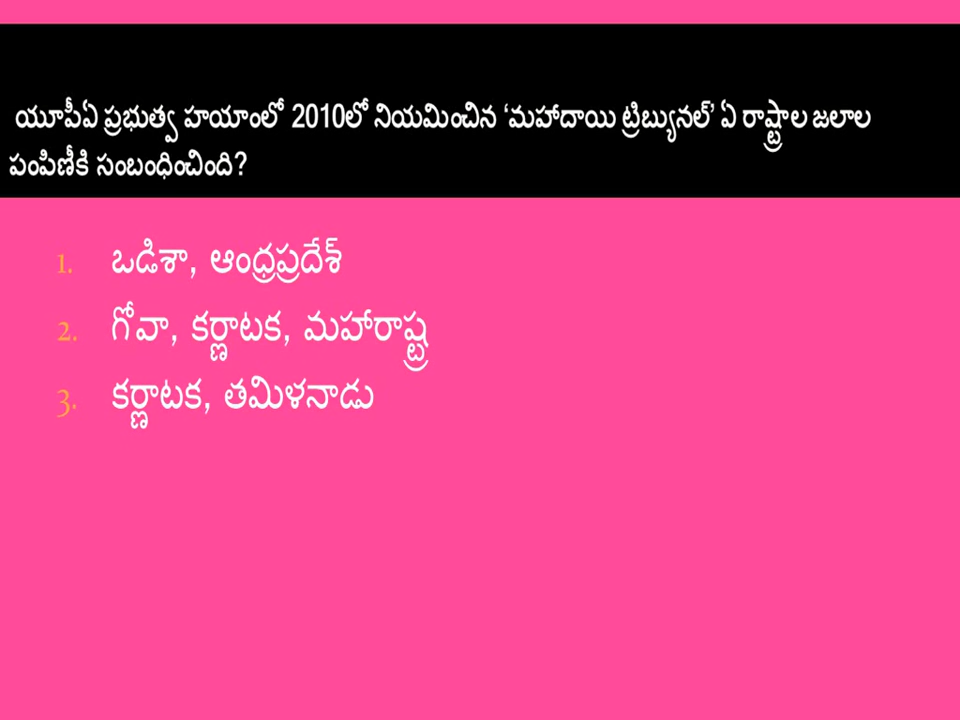 యూపీఏ ప్రభుత్వ హయాంలో 2010లో నియమించిన ‘మహాదాయి ట్రిబ్యునల్’ ఏ రాష్ట్రాల జలాల
పంపిణీకి సంబంధించింది?
1. ఒడిశా, ఆంధ్రప్రదేశ్
2. గోవా, కర్ణాటక, మహారాష్ట్ర
3. కర్ణాటక, తమిళనాడు